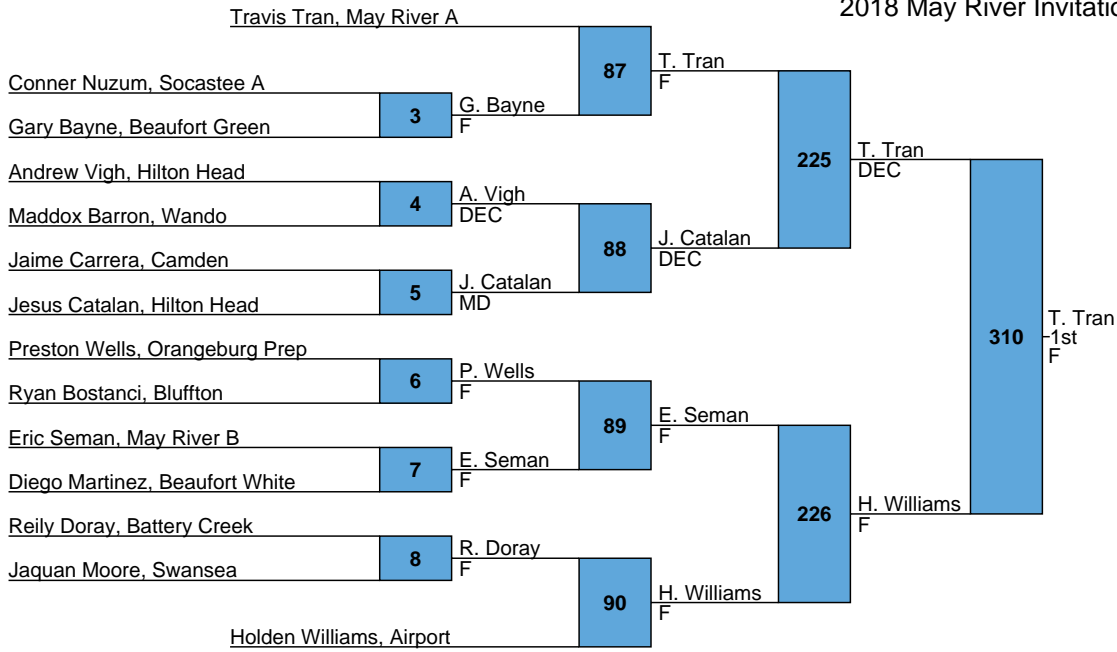 2018 May River Invitatio
Travis Tran, May River A
87
T. Tran
F
Conner Nuzum, Socastee A
3
G. Bayne
F
Gary Bayne, Beaufort Green
225
T. Tran
DEC
Andrew Vigh, Hilton Head
4
A. Vigh
DEC
Maddox Barron, Wando
88
J. Catalan
DEC
Jaime Carrera, Camden
5
J. Catalan
MD
Jesus Catalan, Hilton Head
310
T. Tran
1st
F
Preston Wells, Orangeburg Prep
6
P. Wells
F
Ryan Bostanci, Bluffton
89
E. Seman
F
Eric Seman, May River B
7
E. Seman
F
Diego Martinez, Beaufort White
226
H. Williams
F
Reily Doray, Battery Creek
8
R. Doray
F
Jaquan Moore, Swansea
90
H. Williams
F
Holden Williams, Airport